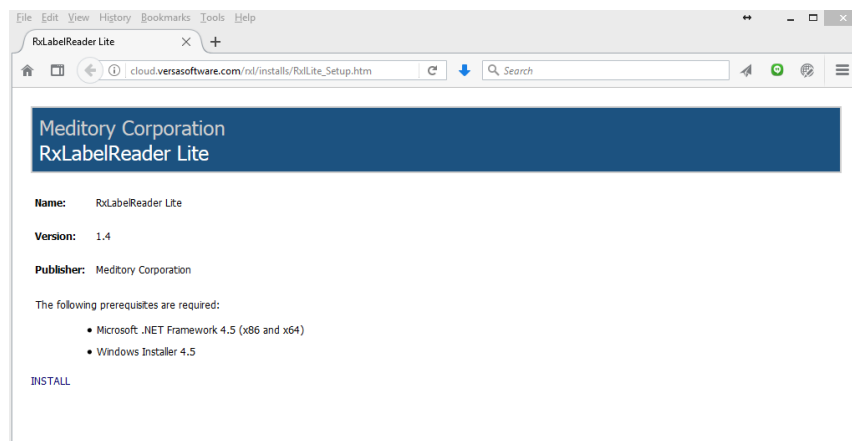 File Edit View History Bookmarks Tools Help
RxLabelReader Lite
cloud.versasoftware.com/rxl/installs/RxlLite_Setup.htm Search
Meditory Corporation
RxLabelReader Lite
Name: RxLabelReader Lite
Version: 1.4
Publisher: Meditory Corporation
The following prerequisites are required:
• Microsoft .NET Framework 4.5 (x86 and x64)
• Windows Installer 4.5
INSTALL